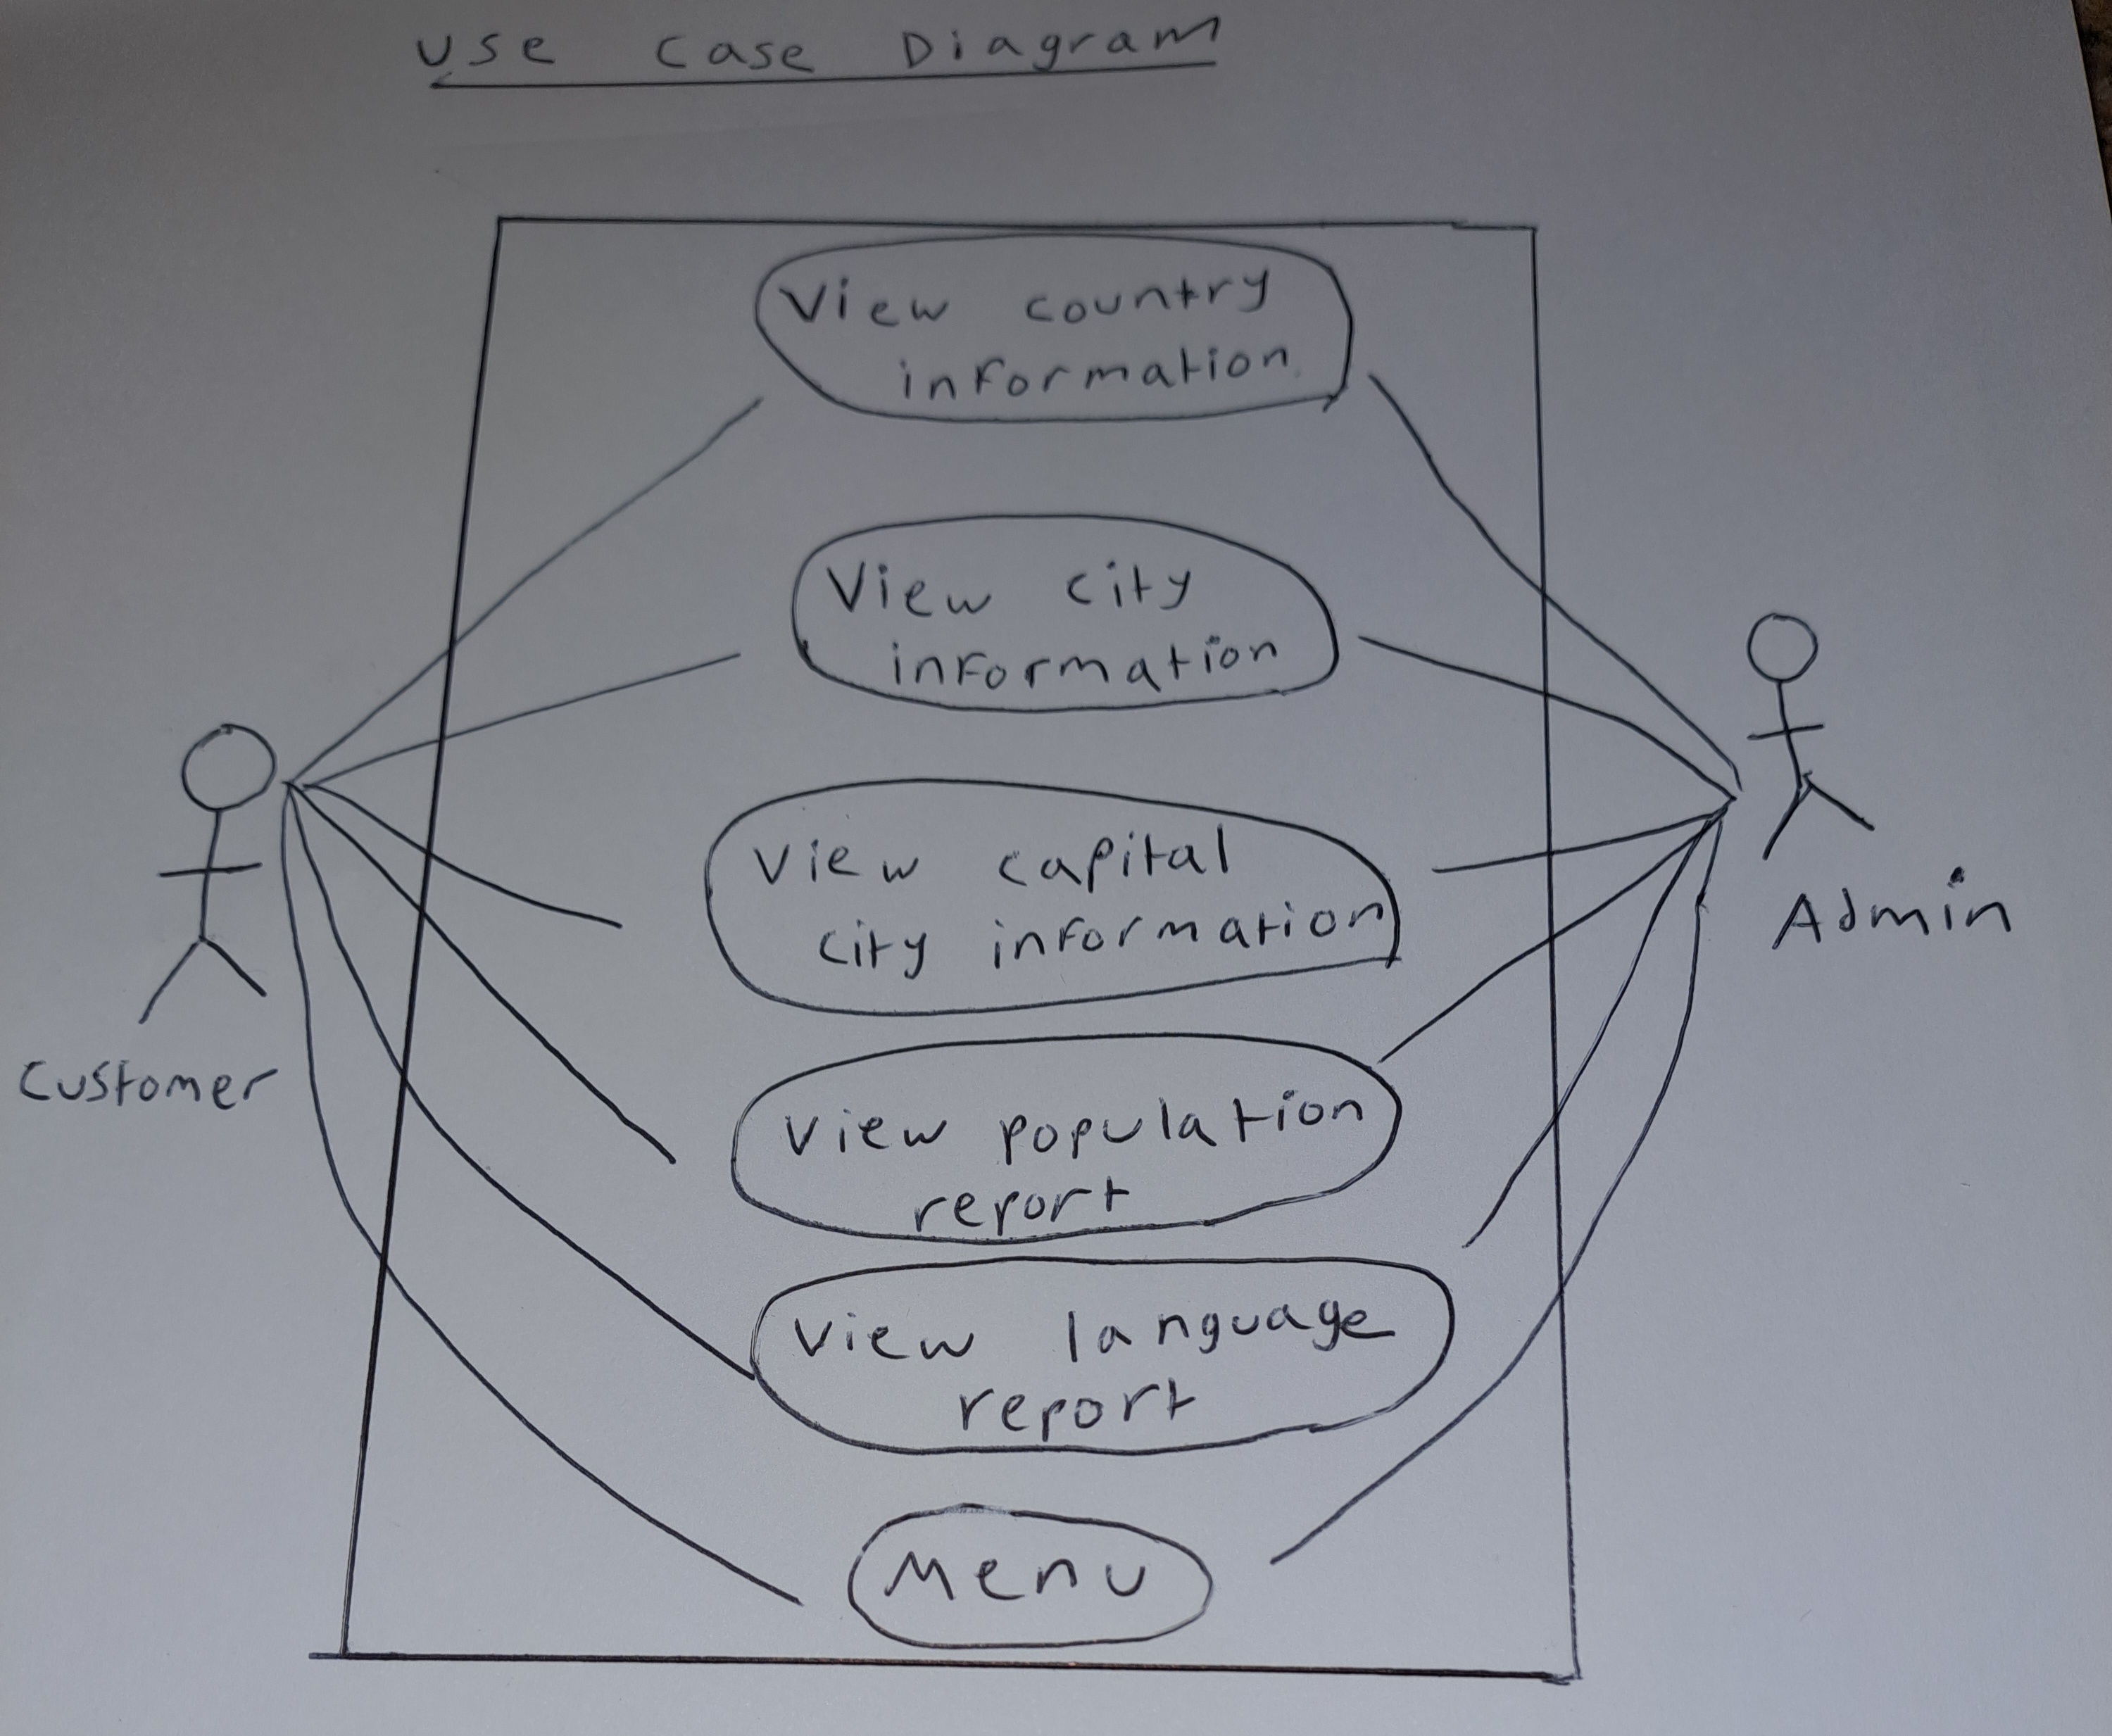 Use Case Diagram
View country
information
View city
information
View capital
city information
View population
report
View language
report
Menu
Customer
Admin